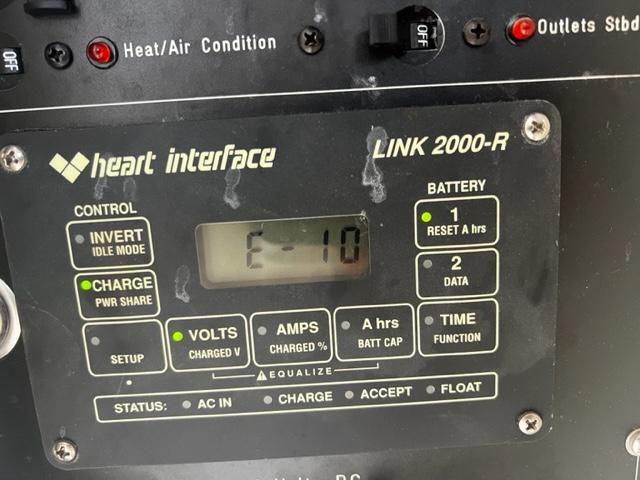 OFF
Heat/Air Condition
OFF
Outlets Stbd
heart interface
LINK 2000-R
CONTROL
BATTERY
INVERT
IDLE MODE
E-10
1
RESET A hrs
CHARGE
PWR SHARE
2
DATA
SETUP
VOLTS
CHARGED V
AMPS
CHARGED %
A hrs
BATT CAP
TIME
FUNCTION
EQUALIZE
STATUS: AC IN CHARGE ACCEPT FLOAT